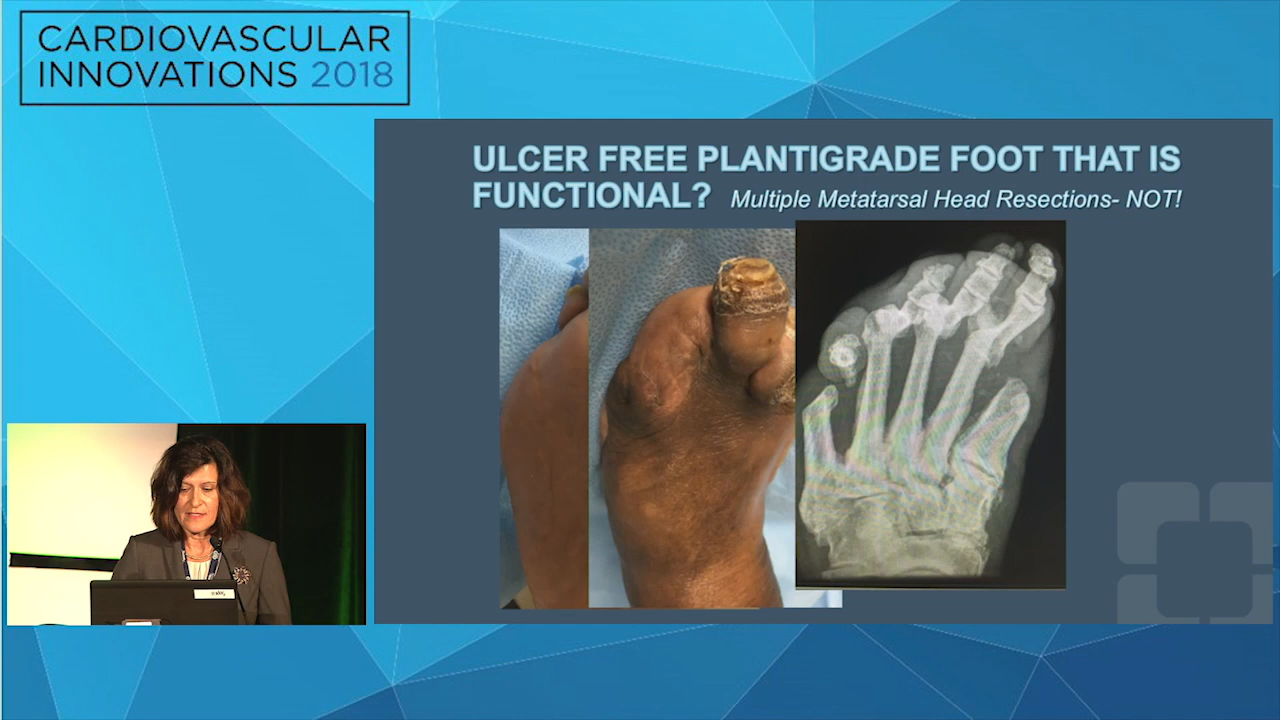 CARDIOVASCULAR
INNOVATIONS 2018
ULCER FREE PLANTIGRADE FOOT THAT IS
FUNCTIONAL? Multiple Metatarsal Head Resections- NOT!